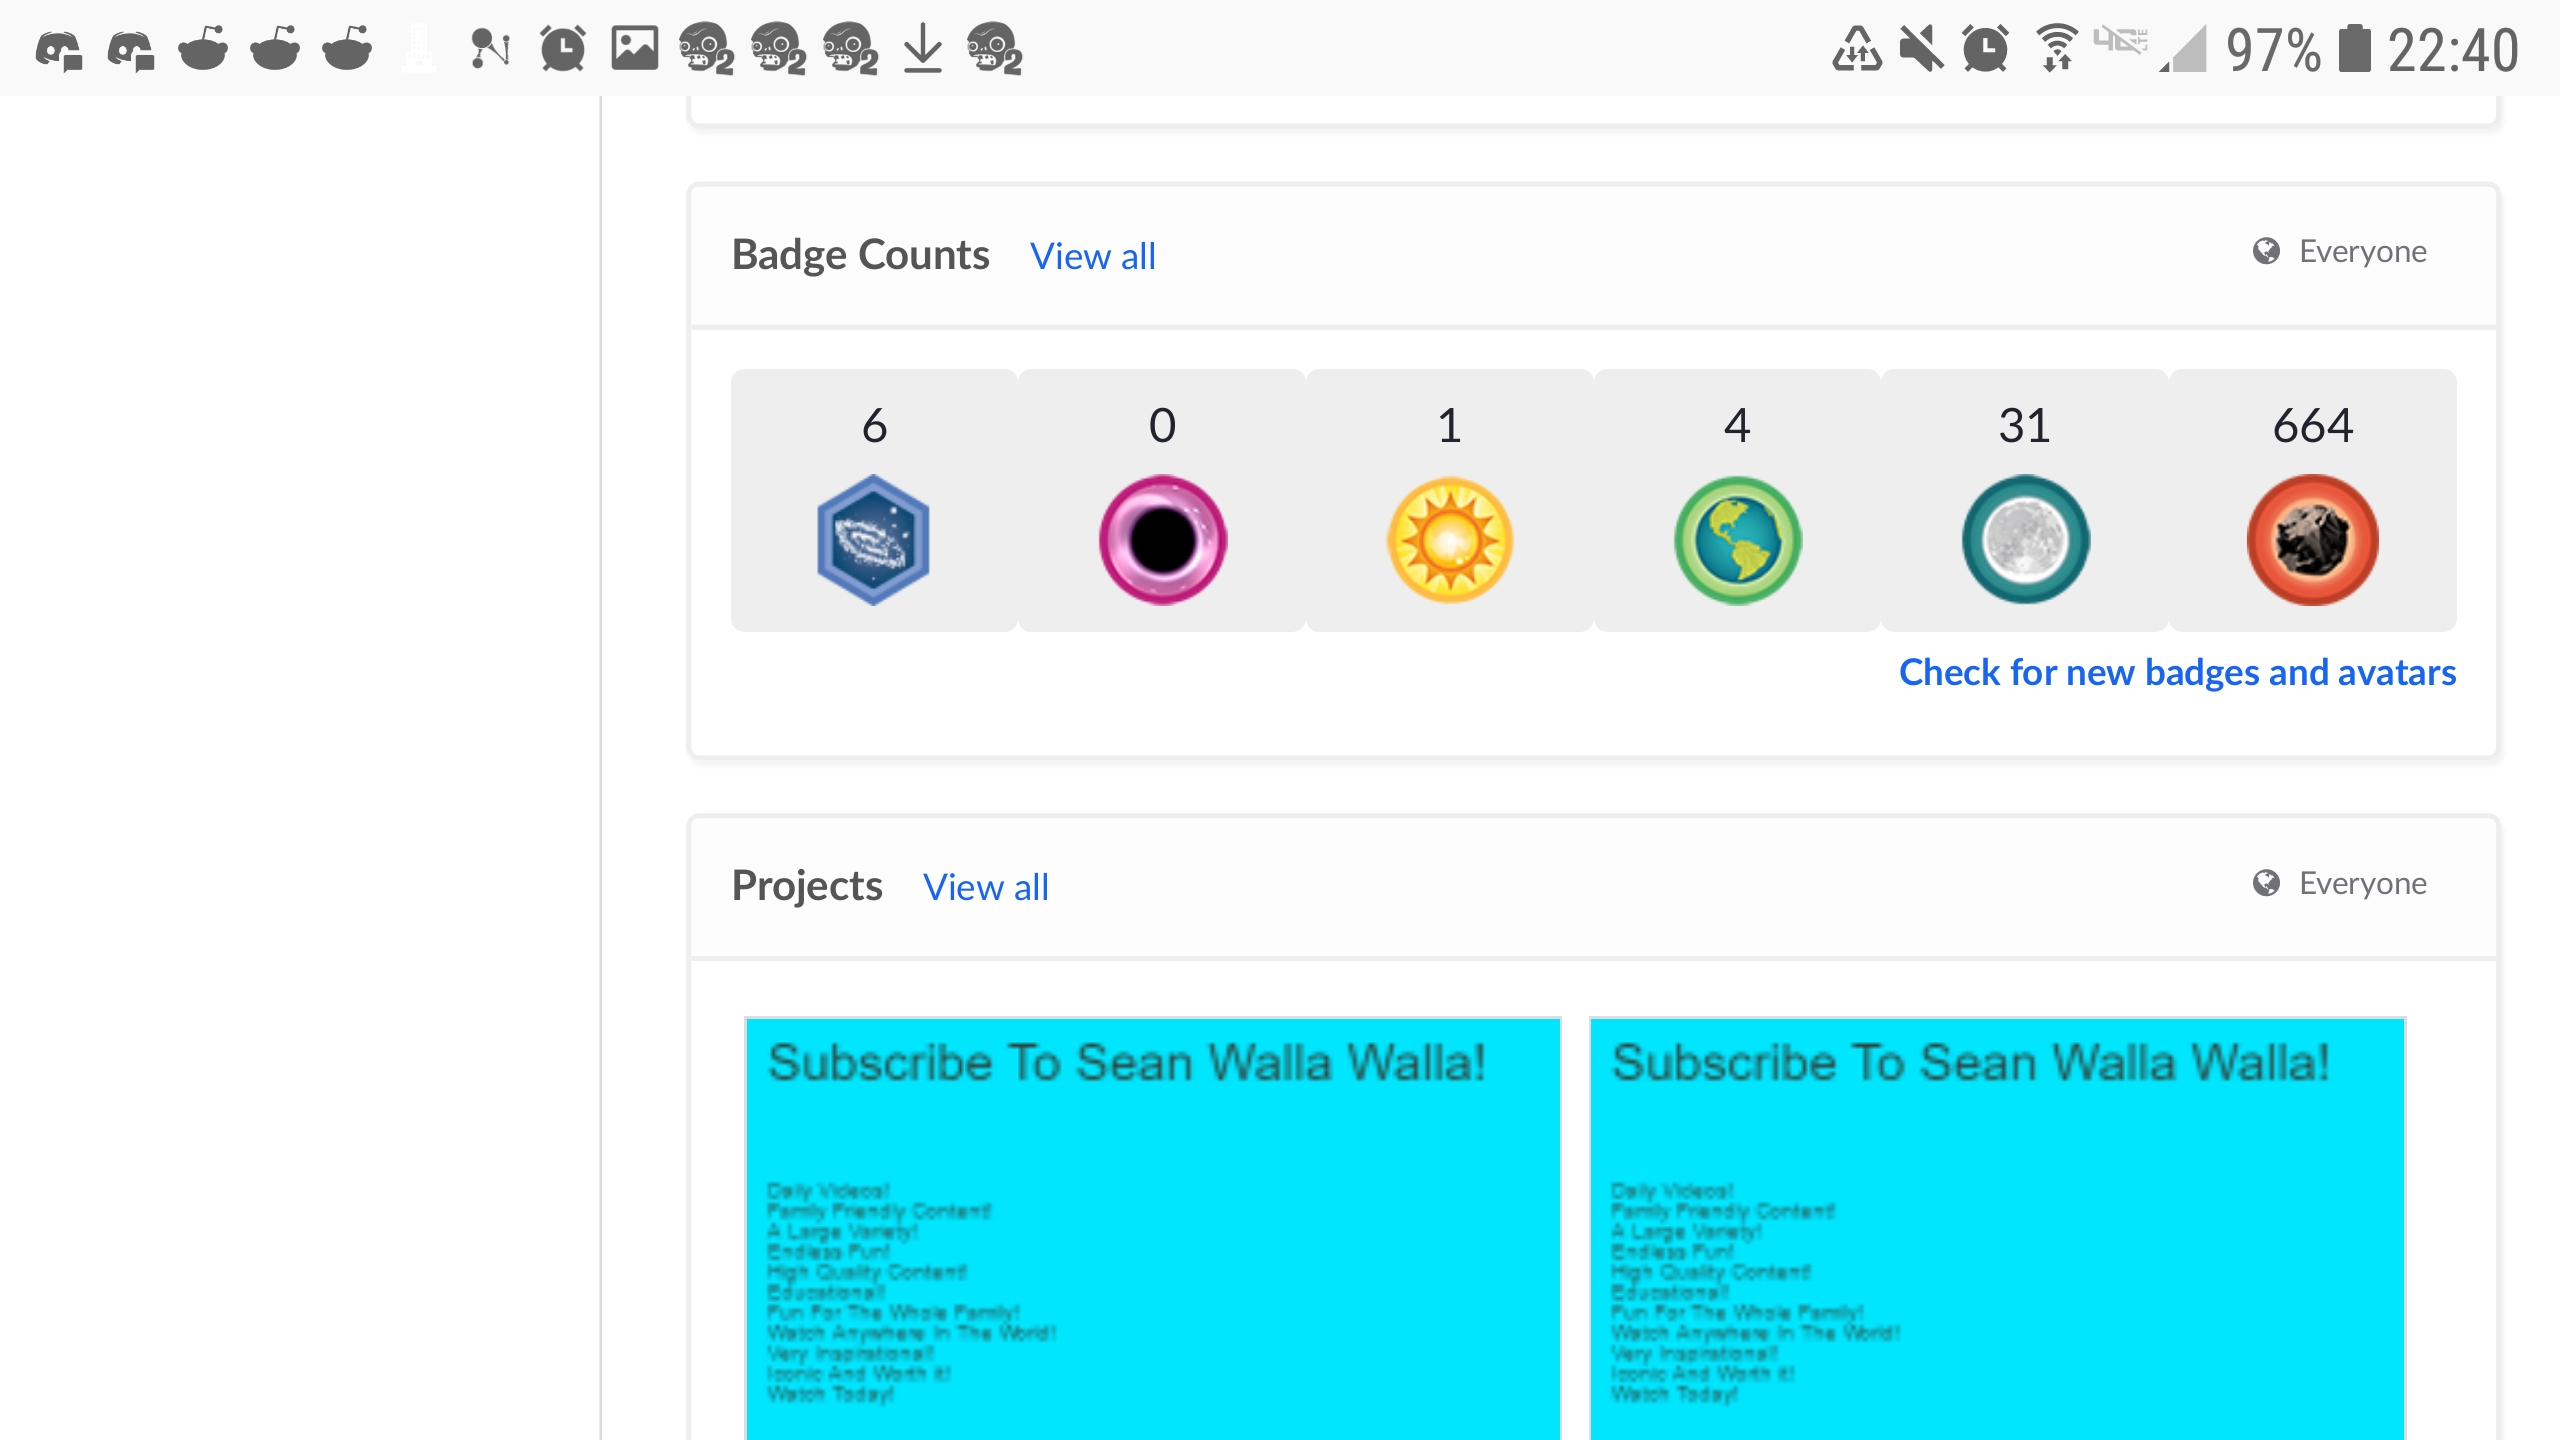 97% 22:40
Badge Counts View all Everyone
6 0 1 4 31 664
Check for new badges and avatars
Projects View all Everyone
Subscribe To Sean Walla Walla! Subscribe To Sean Walla Walla!
Daily Videos! Daily Videos!
Family Friendly Content! Family Friendly Content!
A Large Variety! A Large Variety!
Endless Fun! Endless Fun!
High Quality Content! High Quality Content!
Educational! Educational!
Fun For The Whole Family! Fun For The Whole Family!
Watch Anywhere In The World! Watch Anywhere In The World!
Very Inspirational! Very Inspirational!
Iconic And Worth It! Iconic And Worth It!
Watch Today! Watch Today!